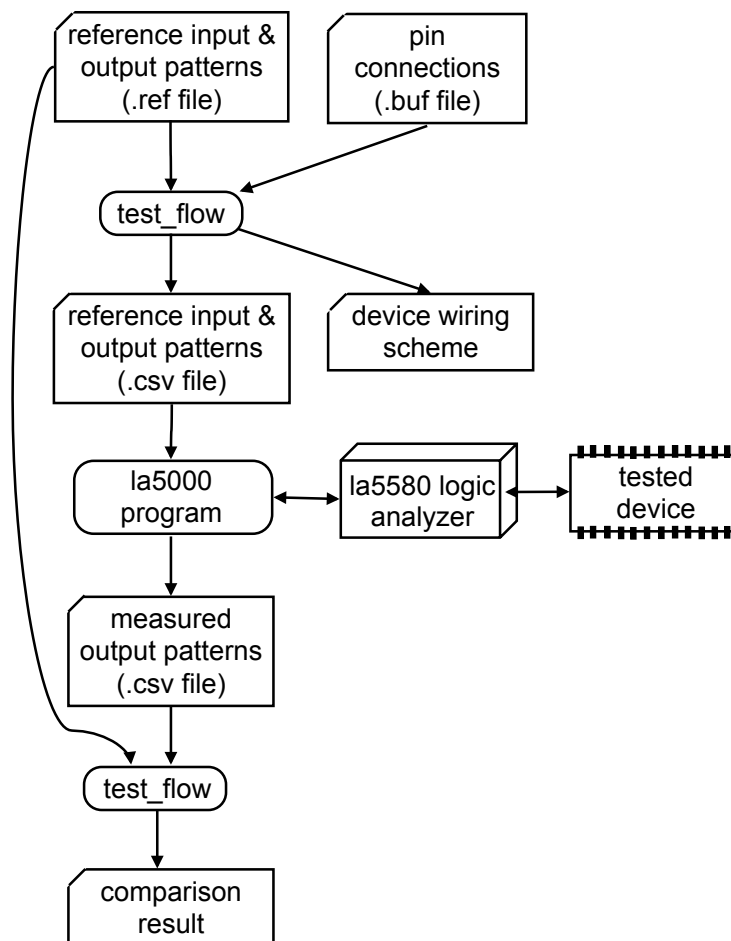 reference input &
output patterns
(.ref file)
pin
connections
(.buf file)
test_flow
reference input &
output patterns
(.csv file)
device wiring
scheme
la5000
program
la5580 logic
analyzer
tested
device
measured
output patterns
(.csv file)
test_flow
comparison
result